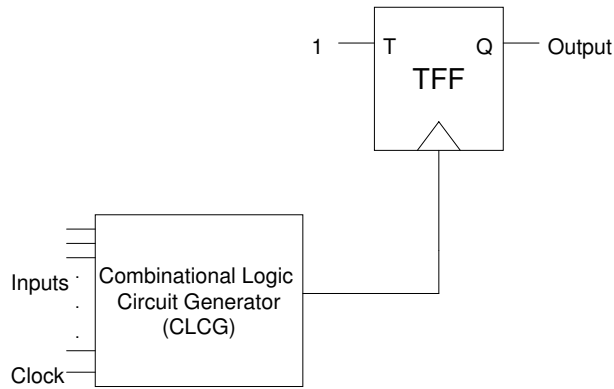 1
T
Q
Output
TFF
Inputs
Combinational Logic
Circuit Generator
(CLCG)
Clock